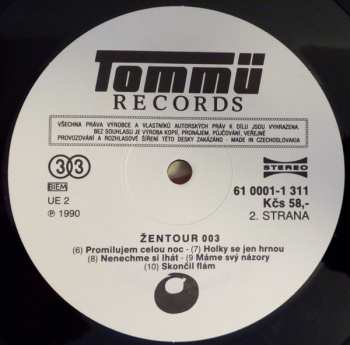 Tommü
RECORDS
VŠECHNA PRÁVA VÝROBCE A VLASTNÍKŮ AUTORSKÝCH PRÁV K DÍLU JSOU VYHRAZENA.
BEZ SOUHLASU JE VÝROBA KOPIÍ, PRONÁJEM, PŮJČOVÁNÍ, VEŘEJNÉ
PROVOZOVÁNÍ A ROZHLASOVÉ ŠÍŘENÍ TÉTO DESKY ZAKÁZÁNO - MADE IN CZECHOSLOVAKIA
33
BIEM
UE 2
℗ 1990
STEREO
61 0001-1 311
Kčs 58,-
2. STRANA
ŽENTOUR 003
(6) Promilujem celou noc - (7) Holky se jen hrnou
(8) Nenechme si lhát - (9) Máme svý názory
(10) Skončil flám